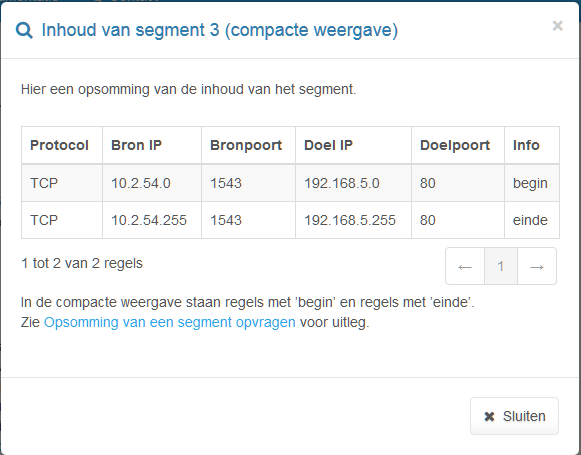 Inhoud van segment 3 (compacte weergave)
×
Hier een opsomming van de inhoud van het segment.
Protocol Bron IP Bronpoort Doel IP Doelpoort Info
TCP 10.2.54.0 1543 192.168.5.0 80 begin
TCP 10.2.54.255 1543 192.168.5.255 80 einde
1 tot 2 van 2 regels
← 1 →
In de compacte weergave staan regels met 'begin' en regels met 'einde'.
Zie Opsomming van een segment opvragen voor uitleg.
✖ Sluiten